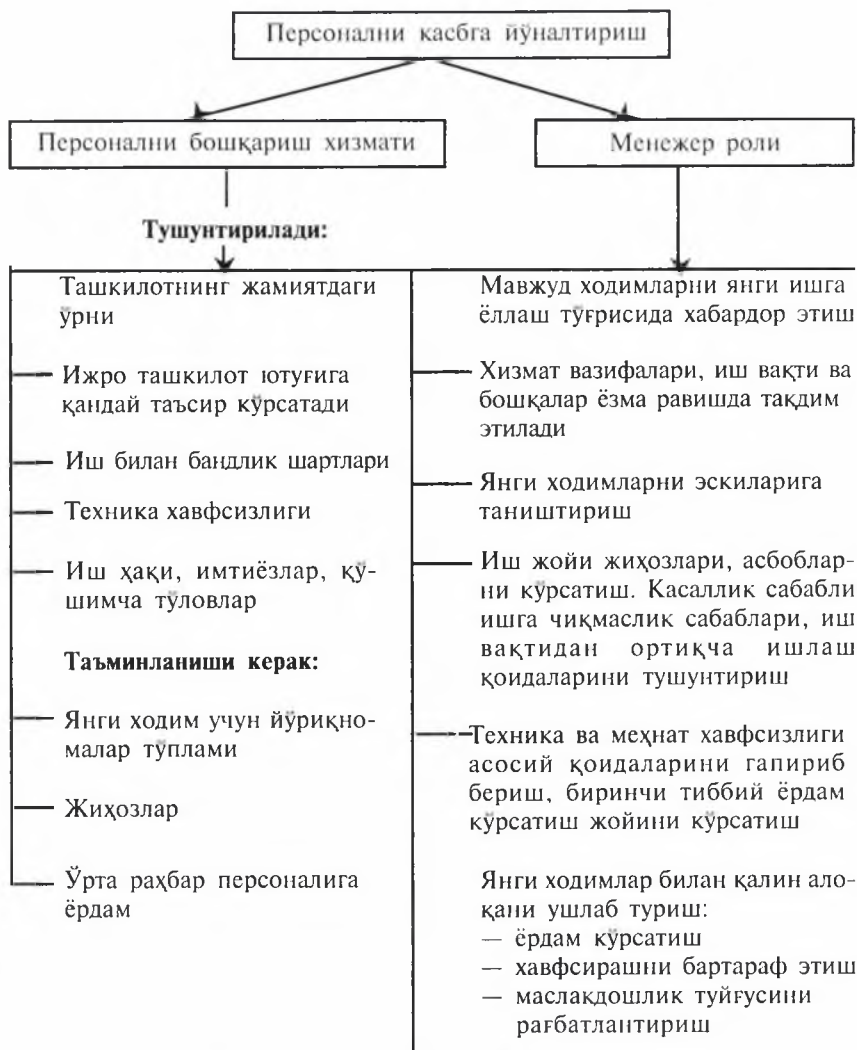 Персонални касбга йўналтириш
Персонални бошқариш хизмати
Менежер роли
Тушунтирилади:
Ташкилотнинг жамиятдаги
ўрни
Ижро ташкилот ютуғига
қандай таъсир кўрсатади
Иш билан бандлик шартлари
Техника хавфсизлиги
Иш ҳақи, имтиёзлар, қў-
шимча тўловлар
Таъминланиши керак:
Янги ходим учун йўриқно-
малар тўплами
Жиҳозлар
Ўрта раҳбар персоналига
ёрдам
Мавжуд ходимларни янги ишга
ёллаш тўғрисида хабардор этиш
Хизмат вазифалари, иш вақти ва
бошқалар ёзма равишда тақдим
этилади
Янги ходимларни эскиларига
таништириш
Иш жойи жиҳозлари, асбоблар-
ни кўрсатиш. Касаллик сабабли
ишга чиқмаслик сабаблари, иш
вақтидан ортиқча ишлаш
қоидаларини тушунтириш
Техника ва меҳнат хавфсизлиги
асосий қоидаларини гапириб
бериш, биринчи тиббий ёрдам
кўрсатиш жойини кўрсатиш
Янги ходимлар билан қалин ало-
қани ушлаб туриш:
— ёрдам кўрсатиш
— хавфсирашни бартараф этиш
— маслакдошлик туйғусини
рағбатлантириш